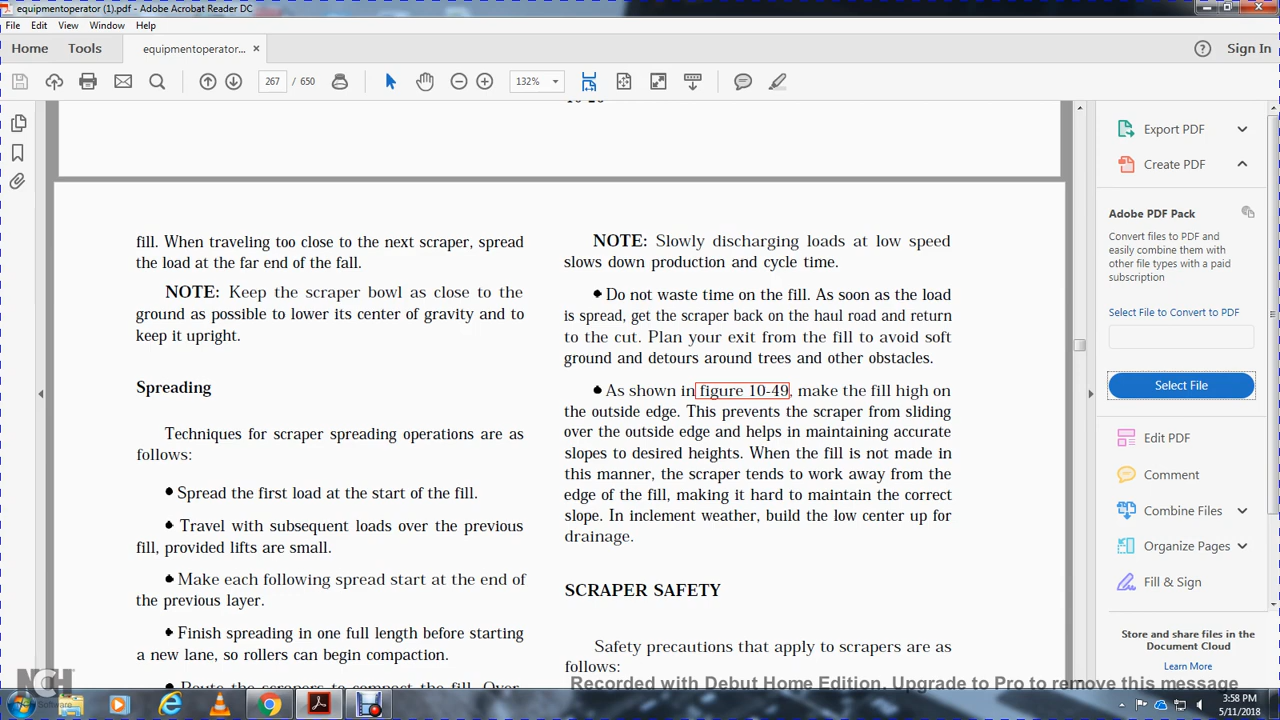 equipmentoperator (1).pdf - Adobe Acrobat Reader DC
File Edit View Window Help
Home Tools equipmentoperator... × Sign In
267 / 650 132%
fill. When traveling too close to the next scraper, spread
the load at the far end of the fall.
NOTE: Keep the scraper bowl as close to the
ground as possible to lower its center of gravity and to
keep it upright.
Spreading
Techniques for scraper spreading operations are as
follows:
● Spread the first load at the start of the fill.
● Travel with subsequent loads over the previous
fill, provided lifts are small.
● Make each following spread start at the end of
the previous layer.
● Finish spreading in one full length before starting
a new lane, so rollers can begin compaction.
● Route the scrapers to compact the fill. Over-
NOTE: Slowly discharging loads at low speed
slows down production and cycle time.
● Do not waste time on the fill. As soon as the load
is spread, get the scraper back on the haul road and return
to the cut. Plan your exit from the fill to avoid soft
ground and detours around trees and other obstacles.
● As shown in figure 10-49, make the fill high on
the outside edge. This prevents the scraper from sliding
over the outside edge and helps in maintaining accurate
slopes to desired heights. When the fill is not made in
this manner, the scraper tends to work away from the
edge of the fill, making it hard to maintain the correct
slope. In inclement weather, build the low center up for
drainage.
SCRAPER SAFETY
Safety precautions that apply to scrapers are as
follows:
Export PDF
Create PDF
Adobe PDF Pack
Convert files to PDF and
easily combine them with
other file types with a paid
subscription
Select File to Convert to PDF
Select File
Edit PDF
Comment
Combine Files
Organize Pages
Fill & Sign
Store and share files in the
Document Cloud
Learn More
NCH Software
Recorded with Debut Home Edition. Upgrade to Pro to remove this message
3:58 PM
5/11/2018